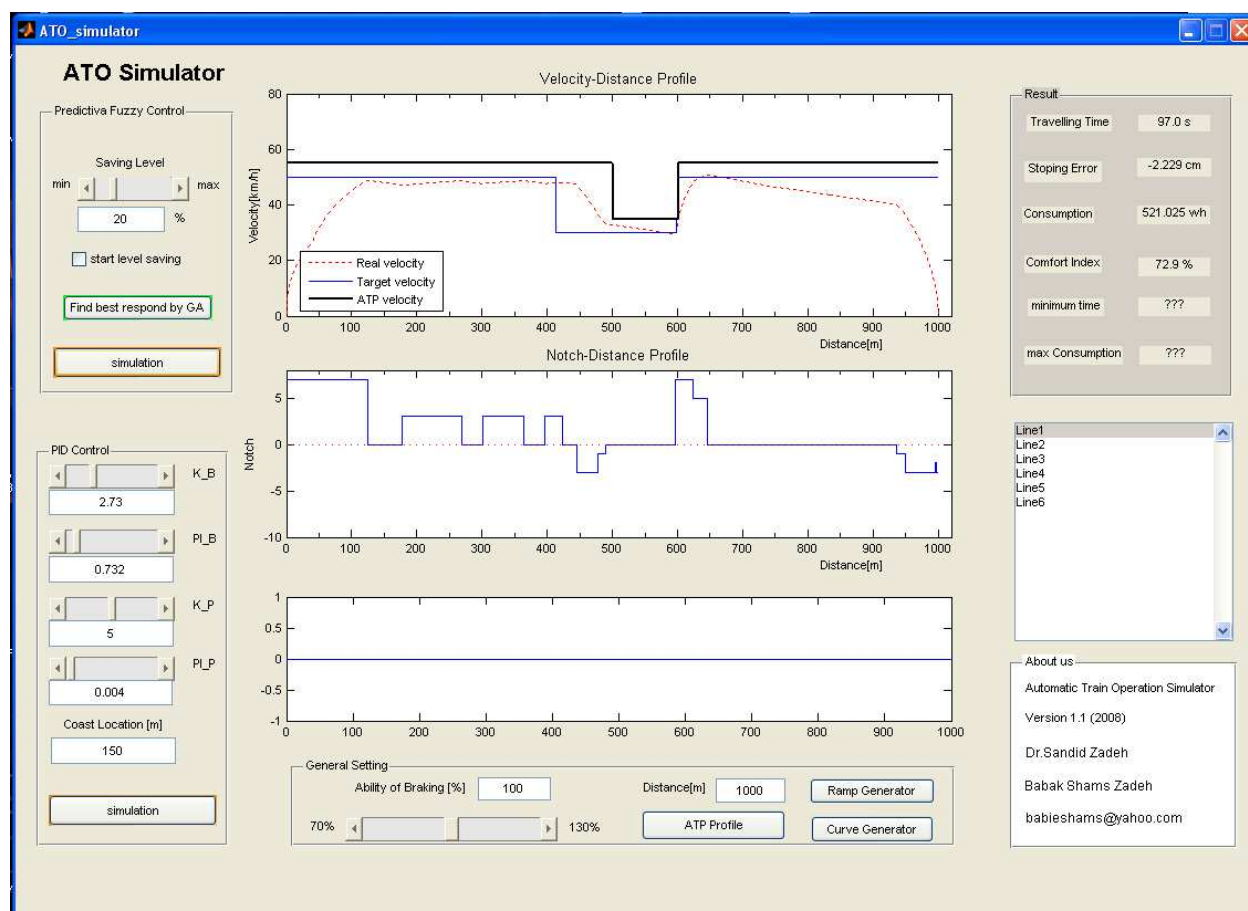 ATO_simulator
ATO Simulator
Predictiva Fuzzy Control
Saving Level
min
max
20
%
start level saving
Find best respond by GA
simulation
PID Control
K_B
2.73
PI_B
0.732
K_P
5
PI_P
0.004
Coast Location [m]
150
simulation
Velocity-Distance Profile
Velocity[km/h]
80
60
40
20
0
Real velocity
Target velocity
ATP velocity
0 100 200 300 400 500 600 700 800 900 1000
Distance[m]
Notch-Distance Profile
Notch
5
0
-5
-10
0 100 200 300 400 500 600 700 800 900 1000
Distance[m]
1
0.5
0
-0.5
-1
0 100 200 300 400 500 600 700 800 900 1000
General Setting
Ability of Braking [%]
100
70%
130%
Distance[m]
1000
ATP Profile
Ramp Generator
Curve Generator
Result
Travelling Time 97.0 s
Stoping Error -2.229 cm
Consumption 521.025 wh
Comfort Index 72.9 %
minimum time ???
max Consumption ???
Line1
Line2
Line3
Line4
Line5
Line6
About us
Automatic Train Operation Simulator
Version 1.1 (2008)
Dr.Sandid Zadeh
Babak Shams Zadeh
babieshams@yahoo.com